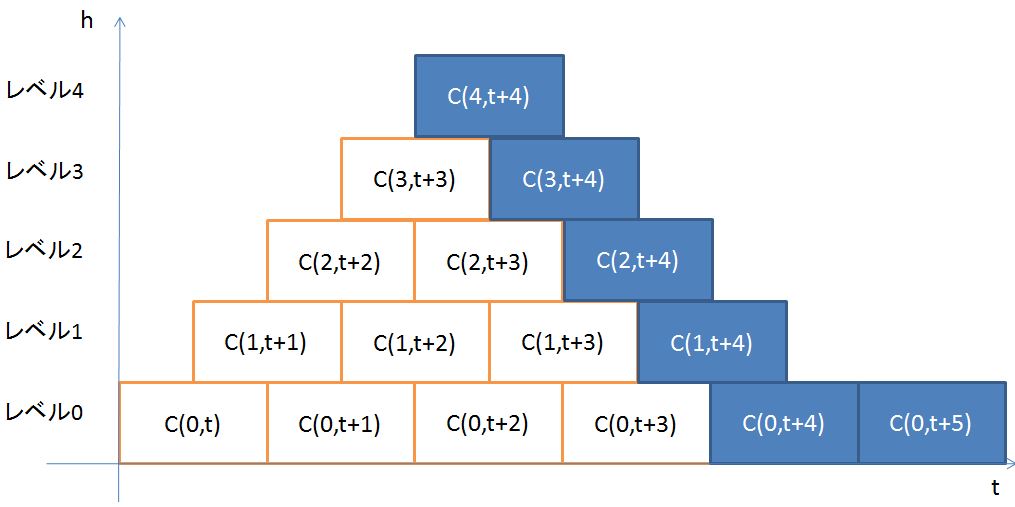 h
レベル4
C(4,t+4)
レベル3
C(3,t+3) C(3,t+4)
レベル2
C(2,t+2) C(2,t+3) C(2,t+4)
レベル1
C(1,t+1) C(1,t+2) C(1,t+3) C(1,t+4)
レベル0
C(0,t) C(0,t+1) C(0,t+2) C(0,t+3) C(0,t+4) C(0,t+5)
t